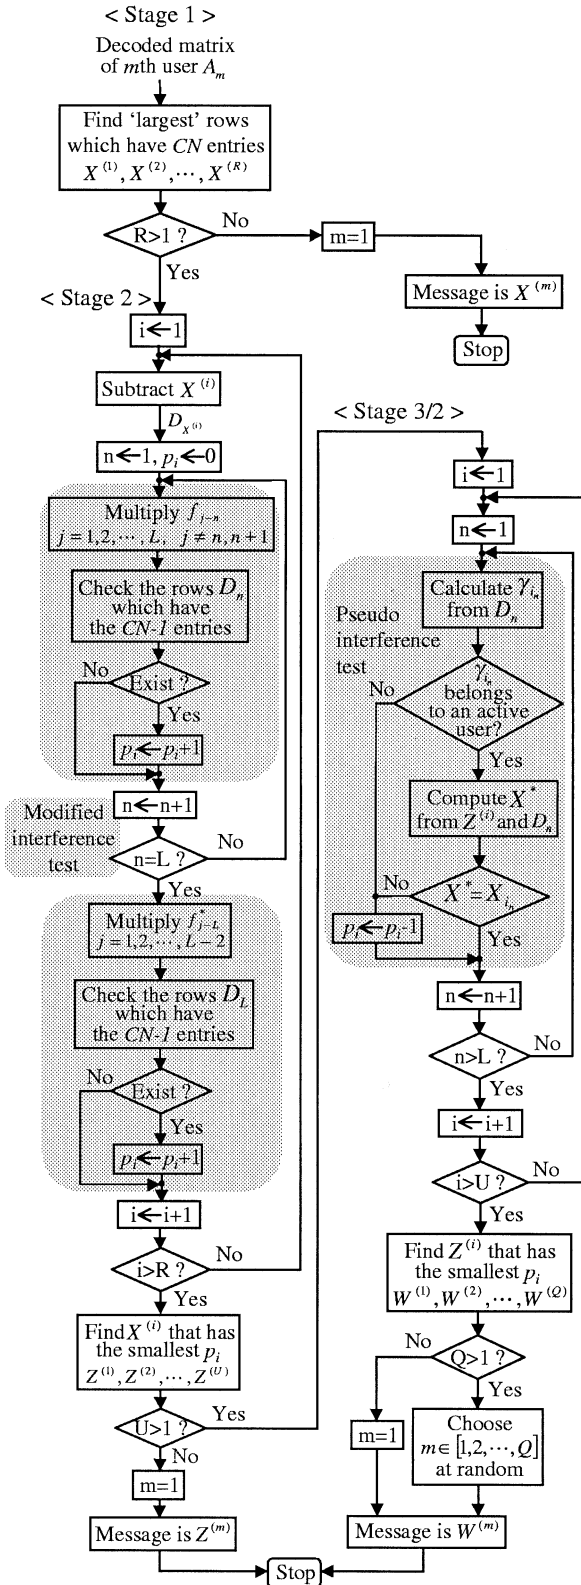 < Stage 1 >
Decoded matrix
of mth user A_m
Find ‘largest’ rows
which have CN entries
X^(1), X^(2), ⋯, X^(R)
R>1 ?
No
Yes
m=1
Message is X^(m)
Stop
< Stage 2 >
i←1
Subtract X^(i)
D_X^(i)
n←1, p_i←0
Multiply f_j-n
j = 1,2, ⋯, L, j ≠ n, n+1
Check the rows D_n
which have
the CN-1 entries
No
Exist ?
Yes
p_i←p_i+1
n←n+1
Modified
interference
test
n=L ?
No
Yes
Multiply f*_j-L
j = 1,2, ⋯, L-2
Check the rows D_L
which have
the CN-1 entries
No
Exist ?
Yes
p_i←p_i+1
i←i+1
i>R ?
No
Yes
Find X^(i) that has
the smallest p_i
Z^(1), Z^(2), ⋯, Z^(U)
U>1 ?
Yes
No
m=1
Message is Z^(m)
< Stage 3/2 >
i←1
n←1
Calculate γ_i_n
from D_n
Pseudo
interference
test
No
γ_i_n
belongs
to an active
user?
Yes
Compute X*
from Z^(i) and D_n
No
X*=X_i_n
p_i←p_i-1
Yes
n←n+1
n>L ?
No
Yes
i←i+1
i>U ?
No
Yes
Find Z^(i) that has
the smallest p_i
W^(1), W^(2), ⋯, W^(Q)
No
Q>1 ?
Yes
m=1
Choose
m∈[1,2,⋯,Q]
at random
Message is W^(m)
Stop